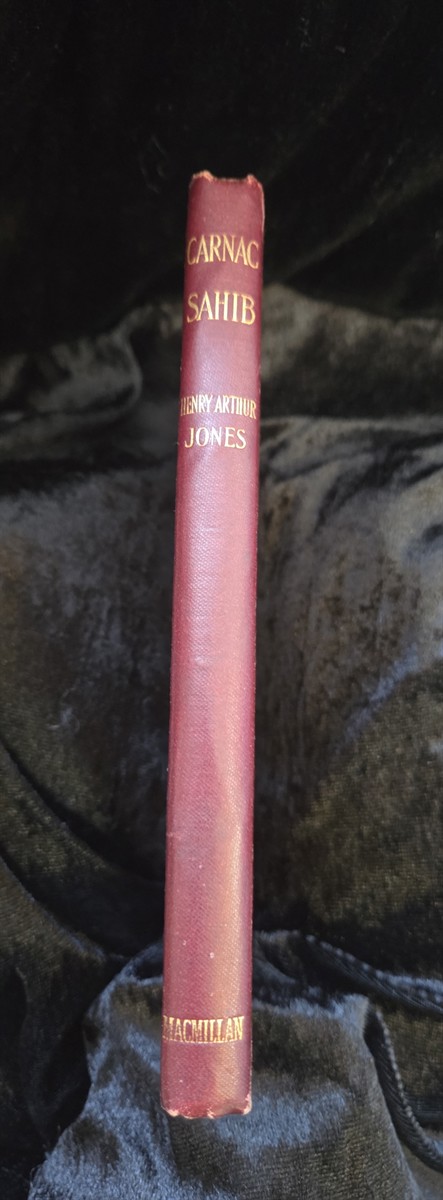 CARNAC
SAHIB
HENRY ARTHUR
JONES
MACMILLAN